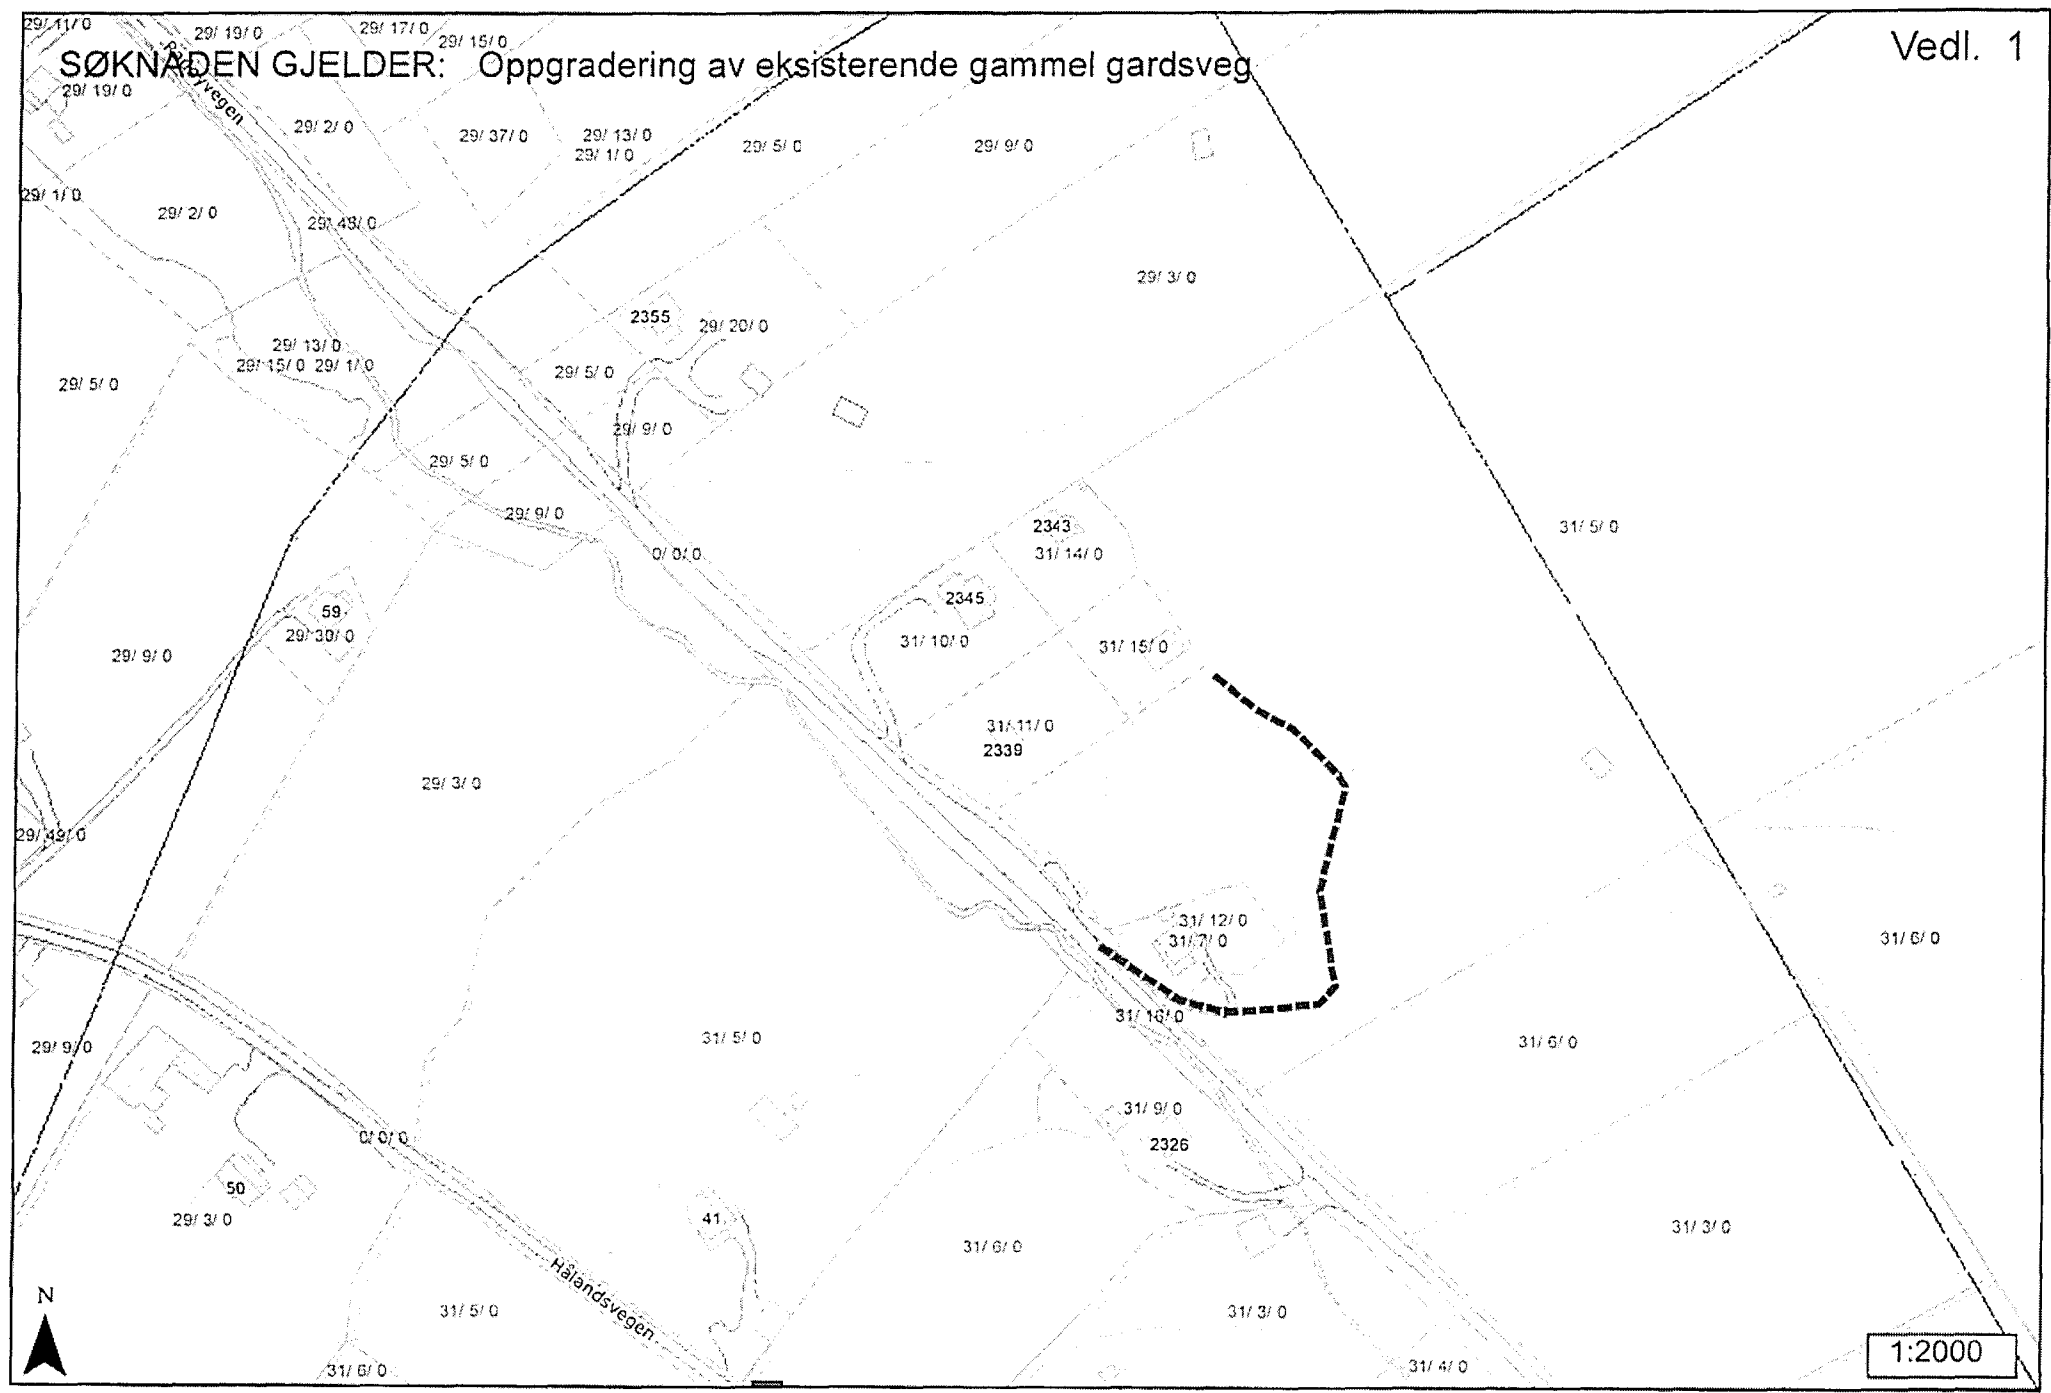 29/ 11/ 0
29/ 19/ 0
29/ 17/ 0
29/ 15/ 0
SØKNADEN GJELDER: Oppgradering av eksisterende gammel gardsveg
Vedl. 1
29/ 19/ 0
29/ 2/ 0
29/ 37/ 0
29/ 13/ 0
29/ 1/ 0
29/ 5/ 0
29/ 9/ 0
29/ 1/ 0
29/ 2/ 0
29/ 48/ 0
29/ 3/ 0
2355
29/ 20/ 0
29/ 13/ 0
29/ 15/ 0 29/ 1/ 0
29/ 5/ 0
29/ 5/ 0
29/ 9/ 0
29/ 5/ 0
29/ 9/ 0
0/ 0/ 0
2343
31/ 14/ 0
31/ 5/ 0
2345
31/ 10/ 0
31/ 15/ 0
59
29/ 30/ 0
29/ 9/ 0
31/ 11/ 0
2339
29/ 3/ 0
29/ 49/ 0
31/ 12/ 0
31/ 7/ 0
31/ 6/ 0
31/ 16/ 0
31/ 5/ 0
31/ 6/ 0
29/ 9/ 0
31/ 9/ 0
2326
0/ 0/ 0
50
29/ 3/ 0
41
31/ 6/ 0
31/ 3/ 0
Hålandsvegen
31/ 5/ 0
31/ 3/ 0
N
31/ 6/ 0
31/ 4/ 0
1:2000